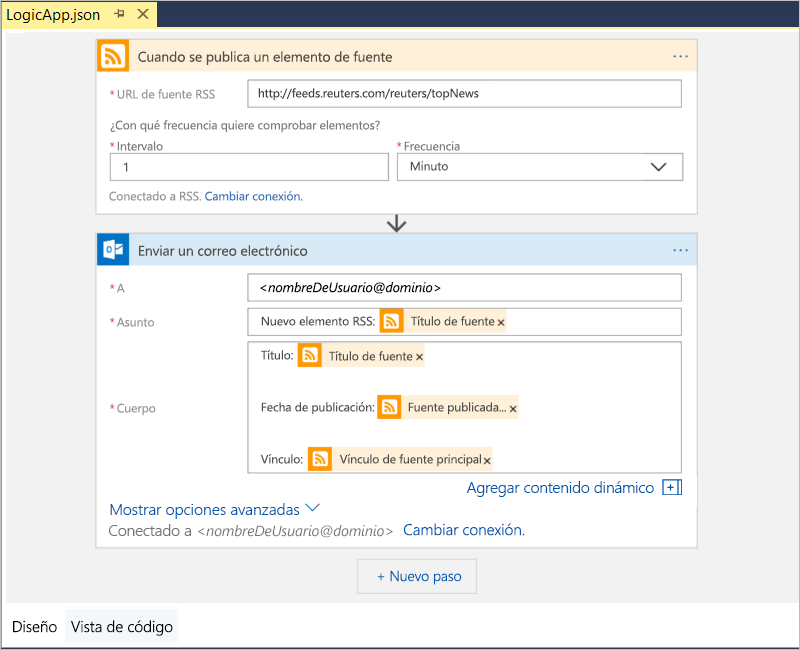 LogicApp.json
Cuando se publica un elemento de fuente
* URL de fuente RSS http://feeds.reuters.com/reuters/topNews
¿Con qué frecuencia quiere comprobar elementos?
* Intervalo * Frecuencia
1 Minuto
Conectado a RSS. Cambiar conexión.
Enviar un correo electrónico
* A <nombreDeUsuario@dominio>
* Asunto Nuevo elemento RSS: Título de fuente x
Título: Título de fuente x
* Cuerpo Fecha de publicación: Fuente publicada... x
Vínculo: Vínculo de fuente principal x
Agregar contenido dinámico
Mostrar opciones avanzadas
Conectado a <nombreDeUsuario@dominio> Cambiar conexión.
+ Nuevo paso
Diseño Vista de código